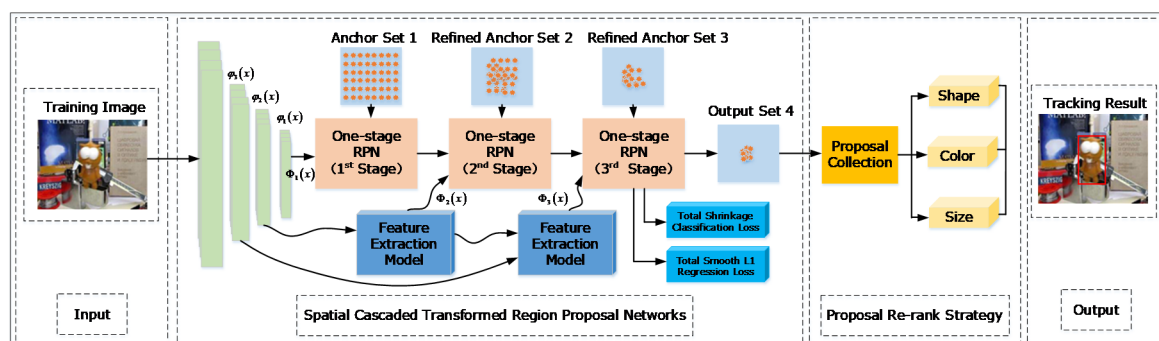 Training Image
MATLAB
KREYSZIG
Input
φ₃(x)
φ₂(x)
φ₁(x)
Φ₁(x)
Anchor Set 1
Refined Anchor Set 2
Refined Anchor Set 3
One-stage
RPN
(1st Stage)
One-stage
RPN
(2nd Stage)
One-stage
RPN
(3rd Stage)
Output Set 4
Φ₂(x)
Φ₃(x)
Feature
Extraction
Model
Feature
Extraction
Model
Total Shrinkage
Classification Loss
Total Smooth L1
Regression Loss
Spatial Cascaded Transformed Region Proposal Networks
Proposal
Collection
Shape
Color
Size
Proposal Re-rank Strategy
Tracking Result
KREYSZIG
Output